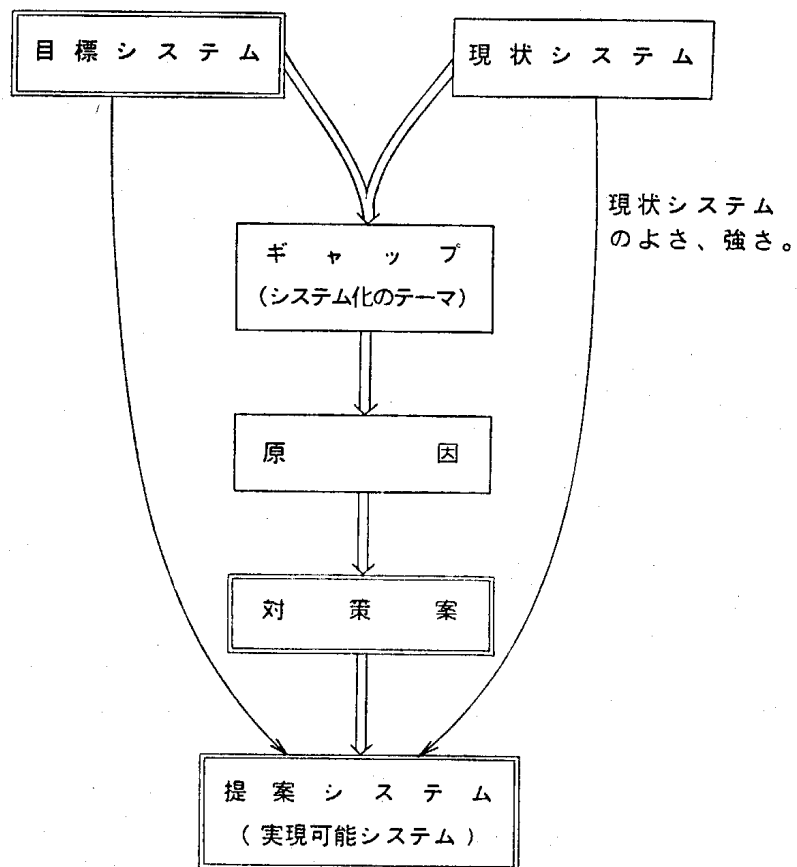 目標システム
現状システム
現状システム
のよさ、強さ。
ギャップ
(システム化のテーマ)
原因
対策案
提案システム
(実現可能システム)